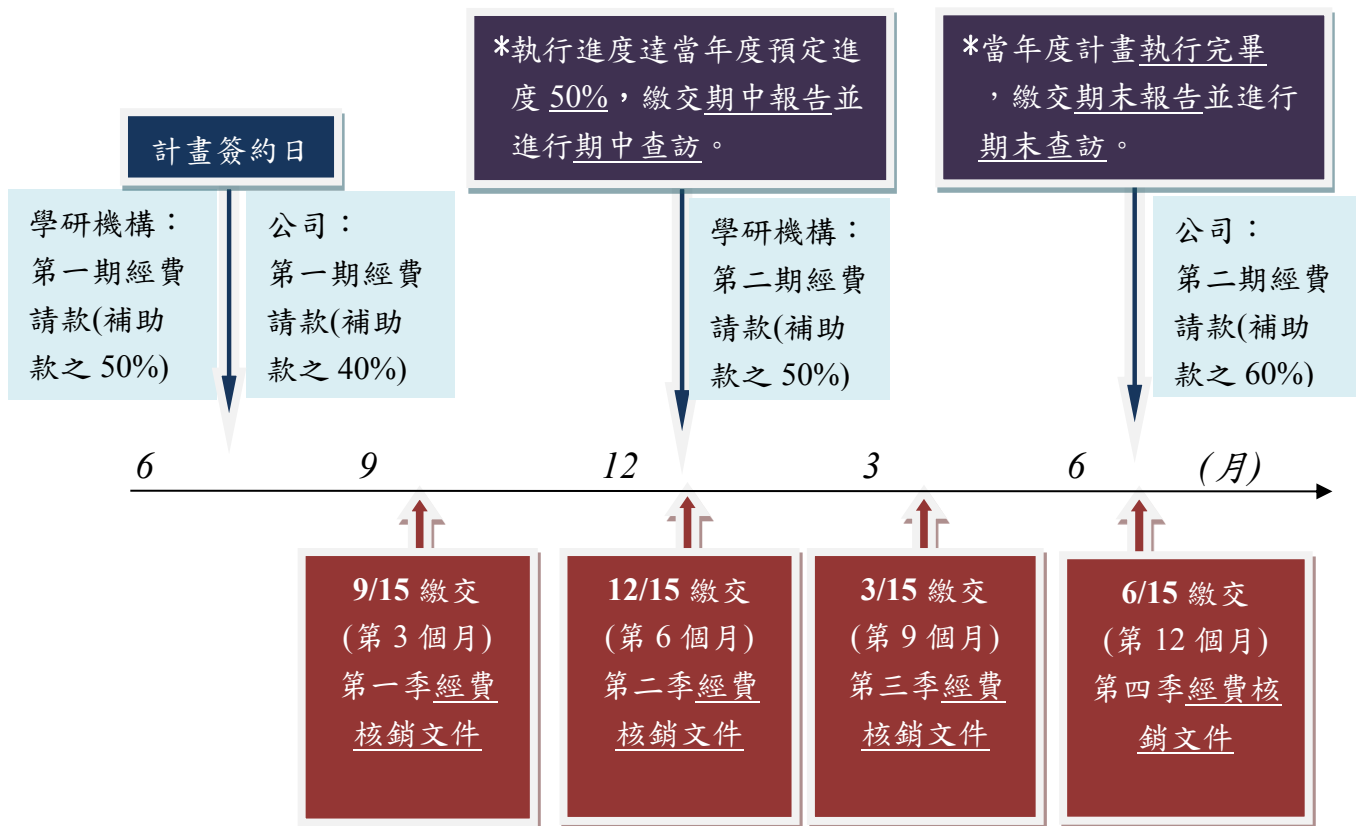 *執行進度達當年度預定進
度 50%，繳交期中報告並
進行期中查訪。
*當年度計畫執行完畢
，繳交期末報告並進行
期末查訪。
計畫簽約日
學研機構：
第一期經費
請款(補助
款之 50%)
公司：
第一期經費
請款(補助
款之 40%)
學研機構：
第二期經費
請款(補助
款之 50%)
公司：
第二期經費
請款(補助
款之 60%)
6 9 12 3 6 (月)
9/15 繳交
(第 3 個月)
第一季經費
核銷文件
12/15 繳交
(第 6 個月)
第二季經費
核銷文件
3/15 繳交
(第 9 個月)
第三季經費
核銷文件
6/15 繳交
(第 12 個月)
第四季經費核
銷文件